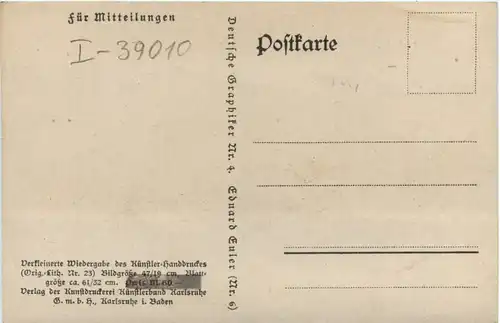 Für Mitteilungen
I-39010
Postkarte
Deutsche Graphiker Nr. 4. Eduard Euler (Nr. 6)
Verkleinerte Wiedergabe des Künstler-Handdruckes
(Orig.-Lith. Nr. 23) Bildgröße 47/18 cm, Blatt-
größe ca. 61/32 cm.
Verlag der Kunstdruckerei Künstlerbund Karlsruhe
G. m. b. H., Karlsruhe i. Baden